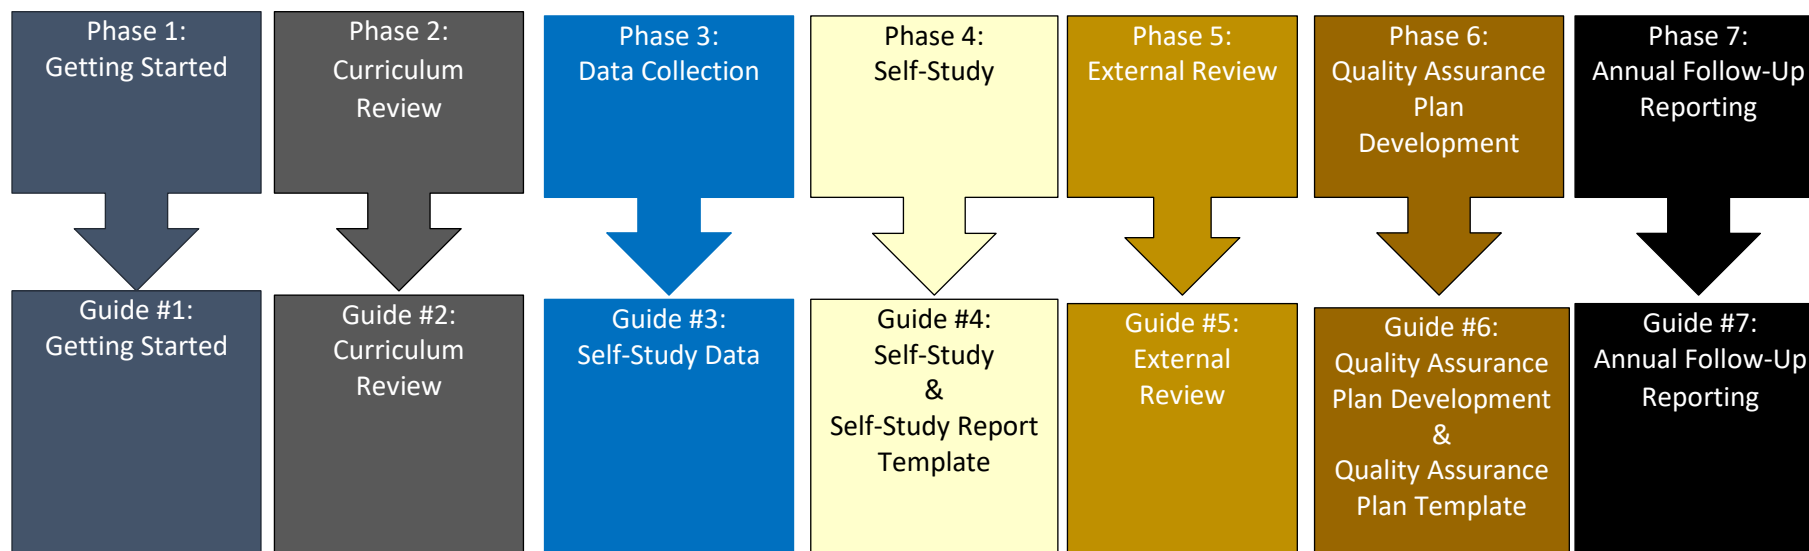 Phase 1:
Getting Started
Phase 2:
Curriculum
Review
Phase 3:
Data Collection
Phase 4:
Self-Study
Phase 5:
External Review
Phase 6:
Quality Assurance
Plan
Development
Phase 7:
Annual Follow-Up
Reporting
Guide #1:
Getting Started
Guide #2:
Curriculum
Review
Guide #3:
Self-Study Data
Guide #4:
Self-Study
&
Self-Study Report
Template
Guide #5:
External
Review
Guide #6:
Quality Assurance
Plan Development
&
Quality Assurance
Plan Template
Guide #7:
Annual Follow-Up
Reporting